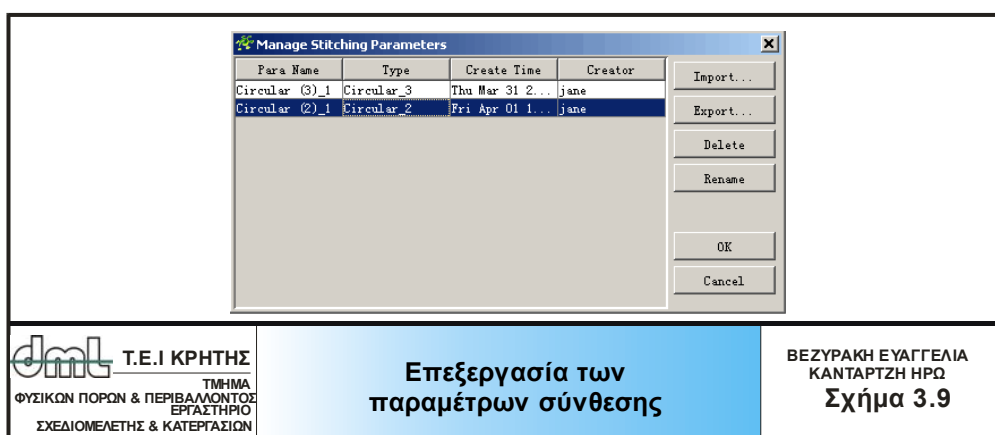 Manage Stitching Parameters
Para Name Type Create Time Creator
Circular (3)_1 Circular_3 Thu Mar 31 2... jane
Circular (2)_1 Circular_2 Fri Apr 01 1... jane
Import...
Export...
Delete
Rename
OK
Cancel
dml Τ.Ε.Ι ΚΡΗΤΗΣ
ΤΜΗΜΑ
ΦΥΣΙΚΩΝ ΠΟΡΩΝ & ΠΕΡΙΒΑΛΛΟΝΤΟΣ
ΕΡΓΑΣΤΗΡΙΟ
ΣΧΕΔΙΟΜΕΛΕΤΗΣ & ΚΑΤΕΡΓΑΣΙΩΝ
Επεξεργασία των
παραμέτρων σύνθεσης
ΒΕΖΥΡΑΚΗ ΕΥΑΓΓΕΛΙΑ
ΚΑΝΤΑΡΤΖΗ ΗΡΩ
Σχήμα 3.9